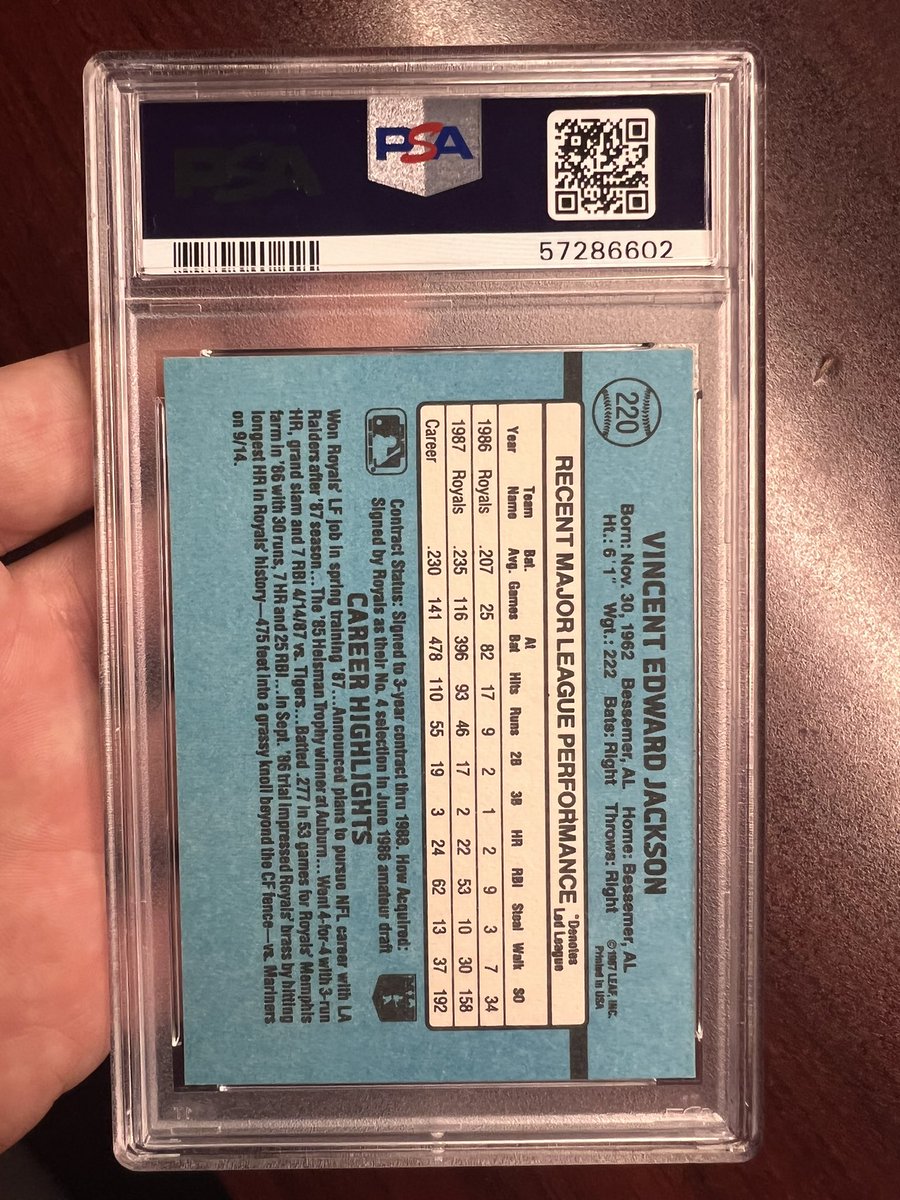 PSA
57286602
220
VINCENT EDWARD JACKSON
Born: Nov. 30, 1962 Bessemer, AL Home: Bessemer, AL
Ht.: 6'1" Wgt.: 222 Bats: Right Throws: Right
© 1987 LEAF, INC.
Printed in USA
RECENT MAJOR LEAGUE PERFORMANCE
*Denotes
Led League
Year Team Name Bat. Avg. Games At Bat Hits Runs 2B 3B HR RBI Steal Walk SO
1986 Royals .207 25 82 17 9 2 1 2 9 3 7 34
1987 Royals .235 116 396 93 46 17 2 22 53 10 30 158
Career .230 141 478 110 55 19 3 24 62 13 37 192
Contract Status: Signed to 3-year contract thru 1988. How Acquired:
Signed by Royals as their No. 4 selection in June 1986 amateur draft
CAREER HIGHLIGHTS
Won Royals' LF job in spring training '87...Announced plans to pursue NFL career with LA
Raiders after '87 season...The '85 Heisman Trophy winner at Auburn...Went 4-for-4 with 3-run
HR, grand slam and 7 RBI 4/14/87 vs. Tigers...Batted .277 in 53 games for Royals' Memphis
farm in '86 with 30 runs, 7 HR and 25 RBI...In Sept. '86 trial impressed Royals' brass by hitting
longest HR in Royals' history—475 feet into a grassy knoll beyond the CF fence—vs. Mariners
on 9/14.